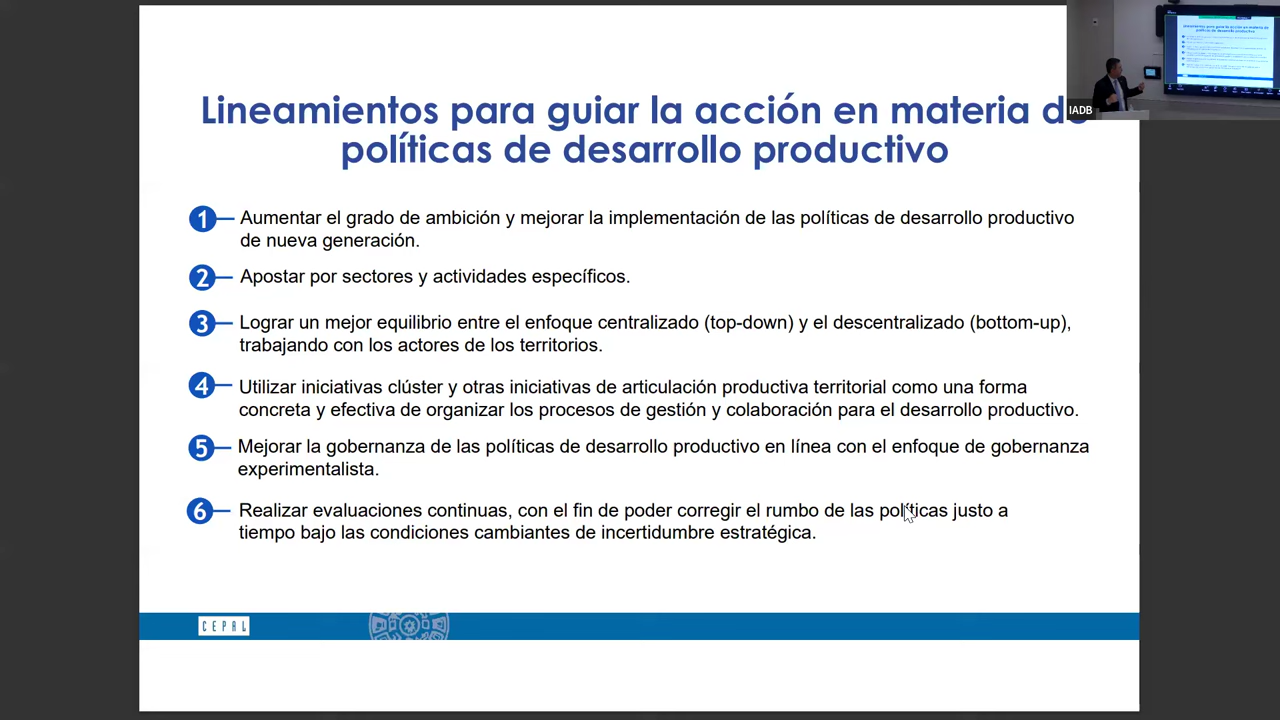 Lineamientos para guiar la acción en materia de
políticas de desarrollo productivo
IADB
1 Aumentar el grado de ambición y mejorar la implementación de las políticas de desarrollo productivo
de nueva generación.
2 Apostar por sectores y actividades específicos.
3 Lograr un mejor equilibrio entre el enfoque centralizado (top-down) y el descentralizado (bottom-up),
trabajando con los actores de los territorios.
4 Utilizar iniciativas clúster y otras iniciativas de articulación productiva territorial como una forma
concreta y efectiva de organizar los procesos de gestión y colaboración para el desarrollo productivo.
5 Mejorar la gobernanza de las políticas de desarrollo productivo en línea con el enfoque de gobernanza
experimentalista.
6 Realizar evaluaciones continuas, con el fin de poder corregir el rumbo de las políticas justo a
tiempo bajo las condiciones cambiantes de incertidumbre estratégica.
CEPAL